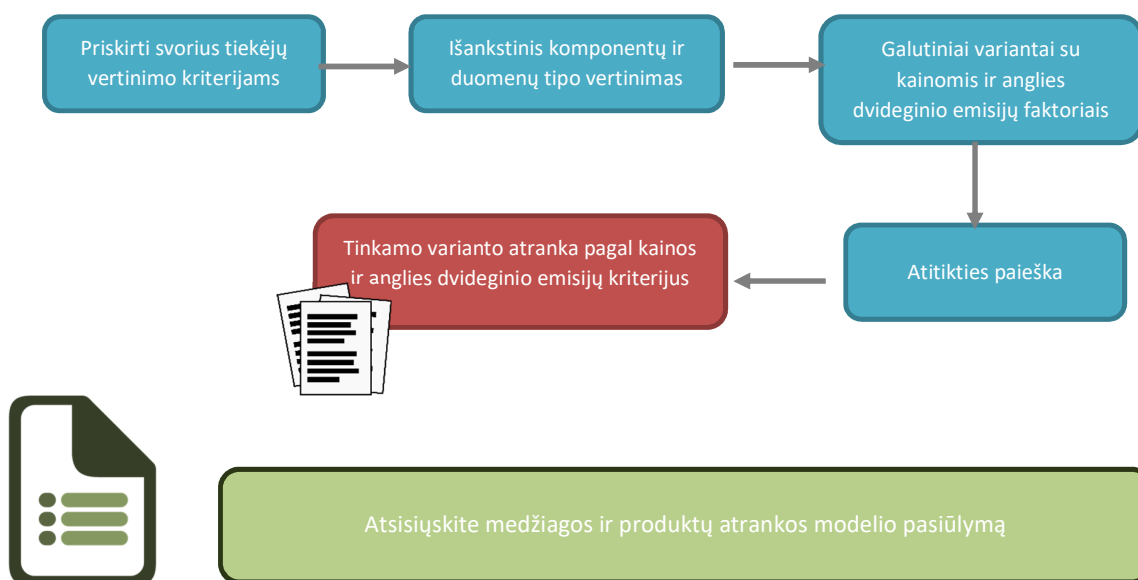 Priskirti svorius tiekėjų
vertinimo kriterijams
Išankstinis komponentų ir
duomenų tipo vertinimas
Galutiniai variantai su
kainomis ir anglies
dvideginio emisijų faktoriais
Atitikties paieška
Tinkamo varianto atranka pagal kainos
ir anglies dvideginio emisijų kriterijus
Atsisiųskite medžiagos ir produktų atrankos modelio pasiūlymą